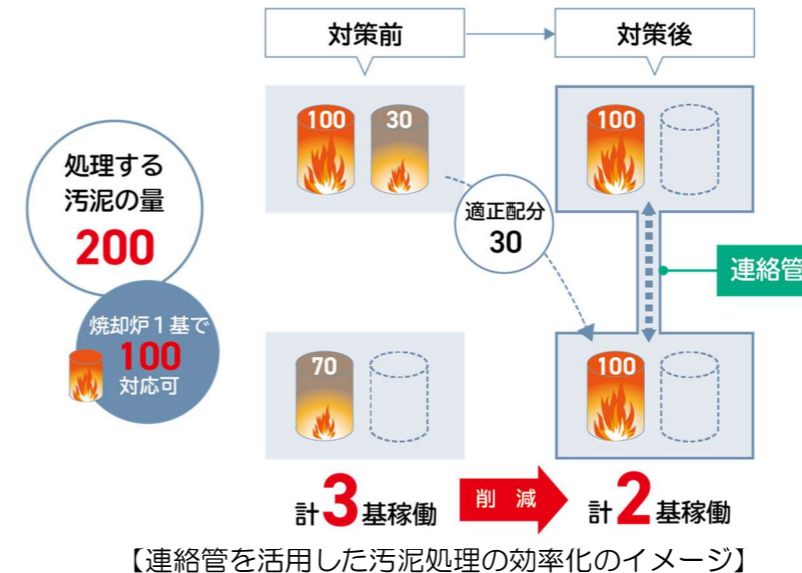 対策前
対策後
処理する
汚泥の量
200
焼却炉1基で
100
対応可
100
30
100
適正配分
30
連絡管
70
100
計3基稼働
削 減
計2基稼働
【連絡管を活用した汚泥処理の効率化のイメージ】